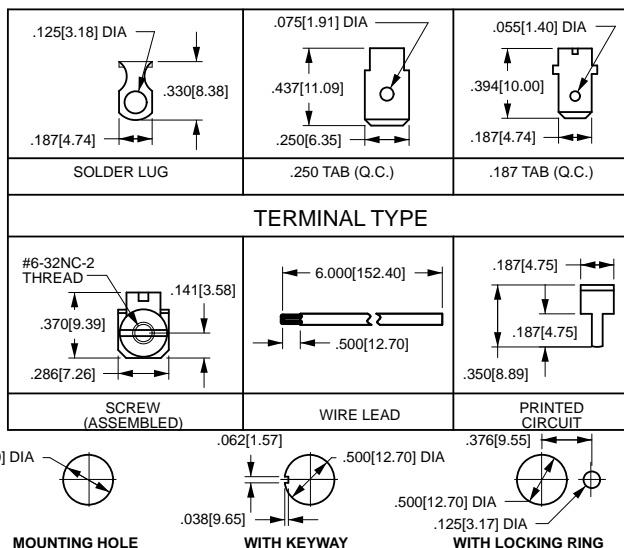 .125[3.18] DIA
.330[8.38]
.187[4.74]
SOLDER LUG
.075[1.91] DIA
.437[11.09]
.250[6.35]
.250 TAB (Q.C.)
.055[1.40] DIA
.394[10.00]
.187[4.74]
.187 TAB (Q.C.)
TERMINAL TYPE
#6-32NC-2
THREAD
.141[3.58]
.370[9.39]
.286[7.26]
SCREW
(ASSEMBLED)
6.000[152.40]
.500[12.70]
WIRE LEAD
.187[4.75]
.187[4.75]
.350[8.89]
PRINTED
CIRCUIT
] DIA
MOUNTING HOLE
.062[1.57]
.500[12.70] DIA
.038[9.65]
WITH KEYWAY
.376[9.55]
.500[12.70] DIA
.125[3.17] DIA
WITH LOCKING RING